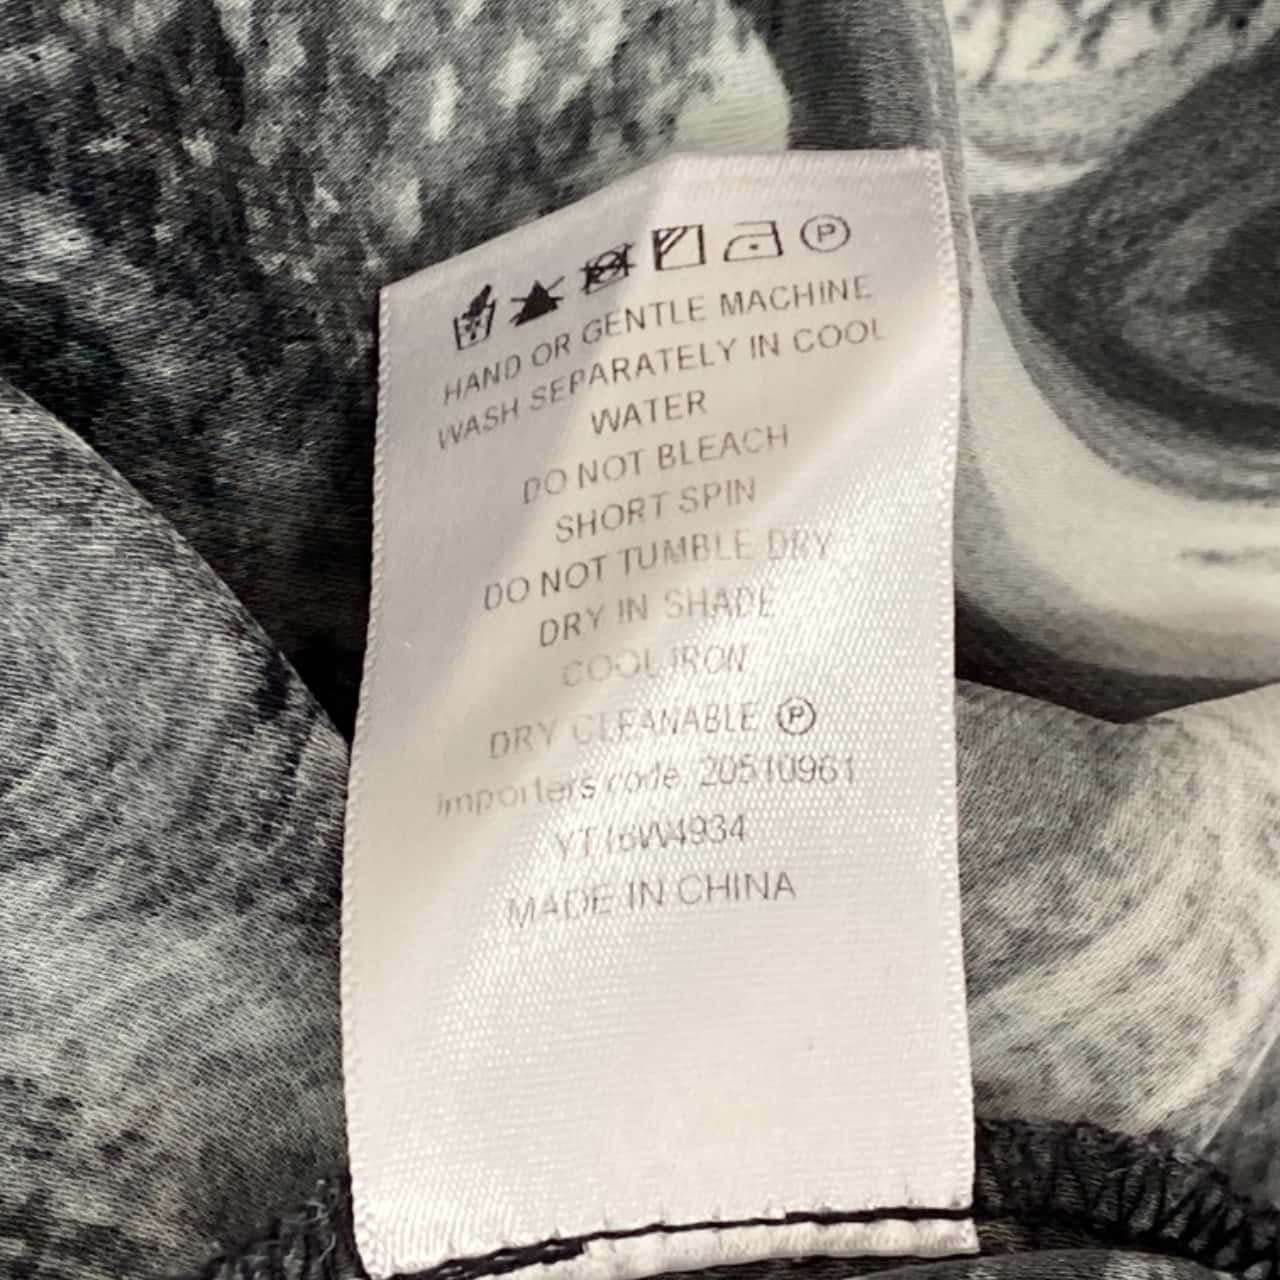 P
HAND OR GENTLE MACHINE
WASH SEPARATELY IN COOL
WATER
DO NOT BLEACH
SHORT SPIN
DO NOT TUMBLE DRY
DRY IN SHADE
COOL IRON
DRY CLEANABLE P
importers code: 20510961
YT16W4934
MADE IN CHINA